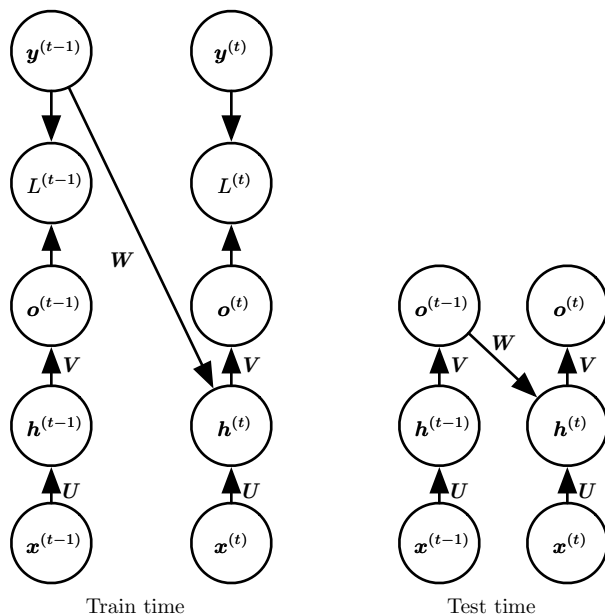 y^(t−1) y^(t)
L^(t−1) L^(t)
W
o^(t−1) o^(t) o^(t−1) o^(t)
W
V V V V
h^(t−1) h^(t) h^(t−1) h^(t)
U U U U
x^(t−1) x^(t) x^(t−1) x^(t)
Train time Test time